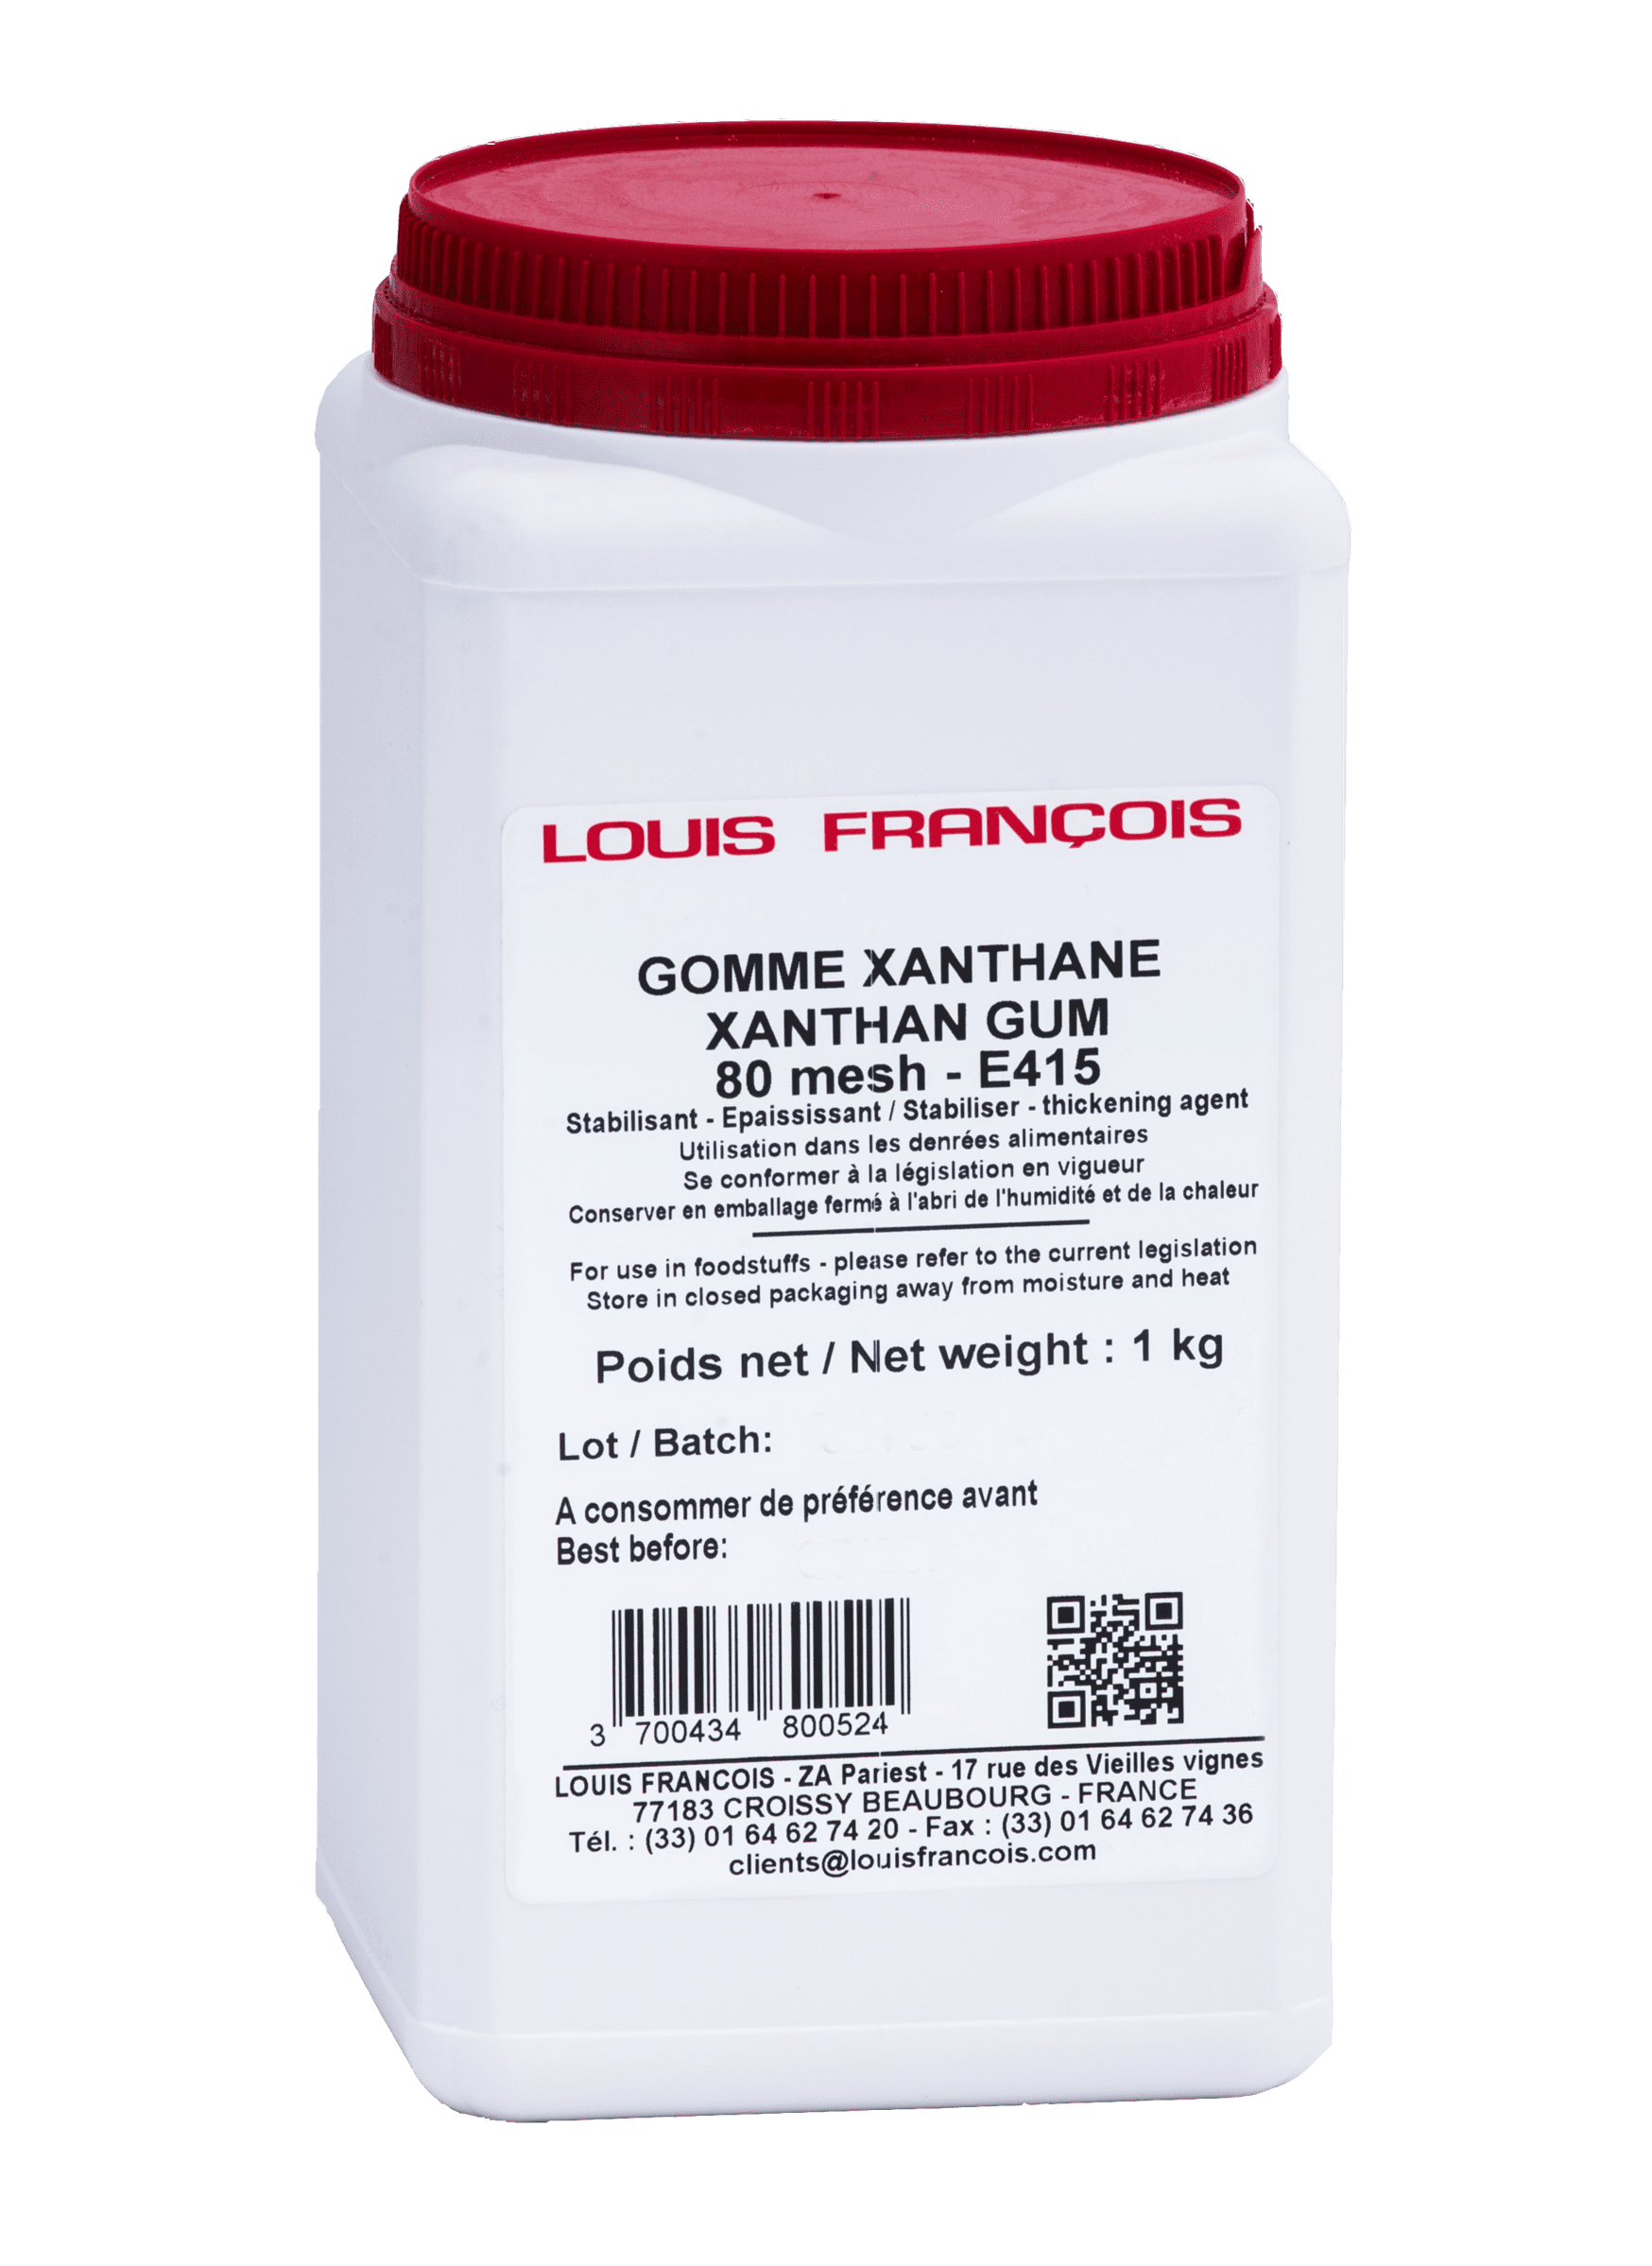 LOUIS FRANÇOIS
GOMME XANTHANE
XANTHAN GUM
80 mesh - E415
Stabilisant - Epaississant / Stabiliser - thickening agent
Utilisation dans les denrées alimentaires
Se conformer à la législation en vigueur
Conserver en emballage fermé à l'abri de l'humidité et de la chaleur
For use in foodstuffs - please refer to the current legislation
Store in closed packaging away from moisture and heat
Poids net / Net weight : 1 kg
Lot / Batch:
A consommer de préférence avant
Best before:
3 700434 800524
LOUIS FRANCOIS - ZA Pariest - 17 rue des Vieilles vignes
77183 CROISSY BEAUBOURG - FRANCE
Tél. : (33) 01 64 62 74 20 - Fax : (33) 01 64 62 74 36
clients@louisfrancois.com